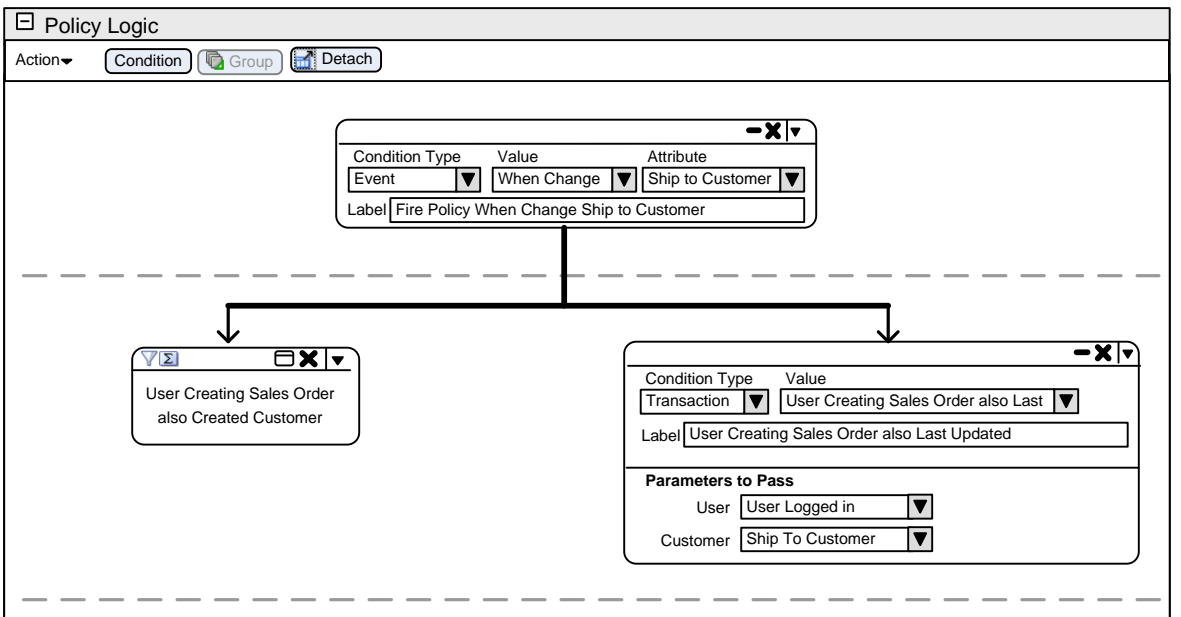 Policy Logic
Action Condition Group Detach
Condition Type Value Attribute
Event When Change Ship to Customer
Label Fire Policy When Change Ship to Customer
User Creating Sales Order
also Created Customer
Condition Type Value
Transaction User Creating Sales Order also Last
Label User Creating Sales Order also Last Updated
Parameters to Pass
User User Logged in
Customer Ship To Customer